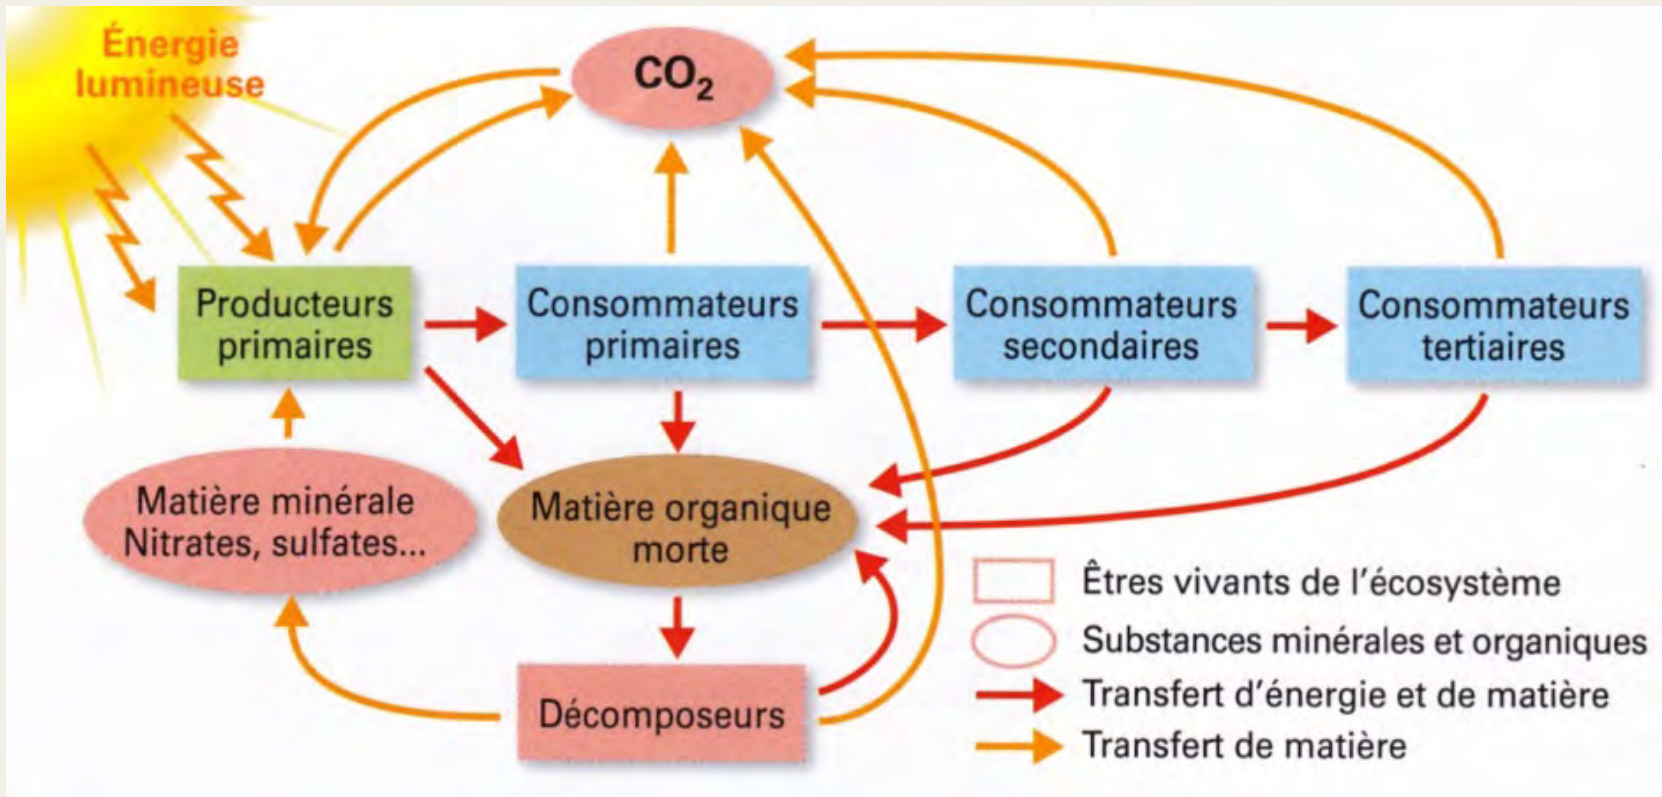 Énergie
lumineuse
CO₂
Producteurs
primaires
Consommateurs
primaires
Consommateurs
secondaires
Consommateurs
tertiaires
Matière minérale
Nitrates, sulfates...
Matière organique
morte
Décomposeurs
Êtres vivants de l'écosystème
Substances minérales et organiques
Transfert d'énergie et de matière
Transfert de matière